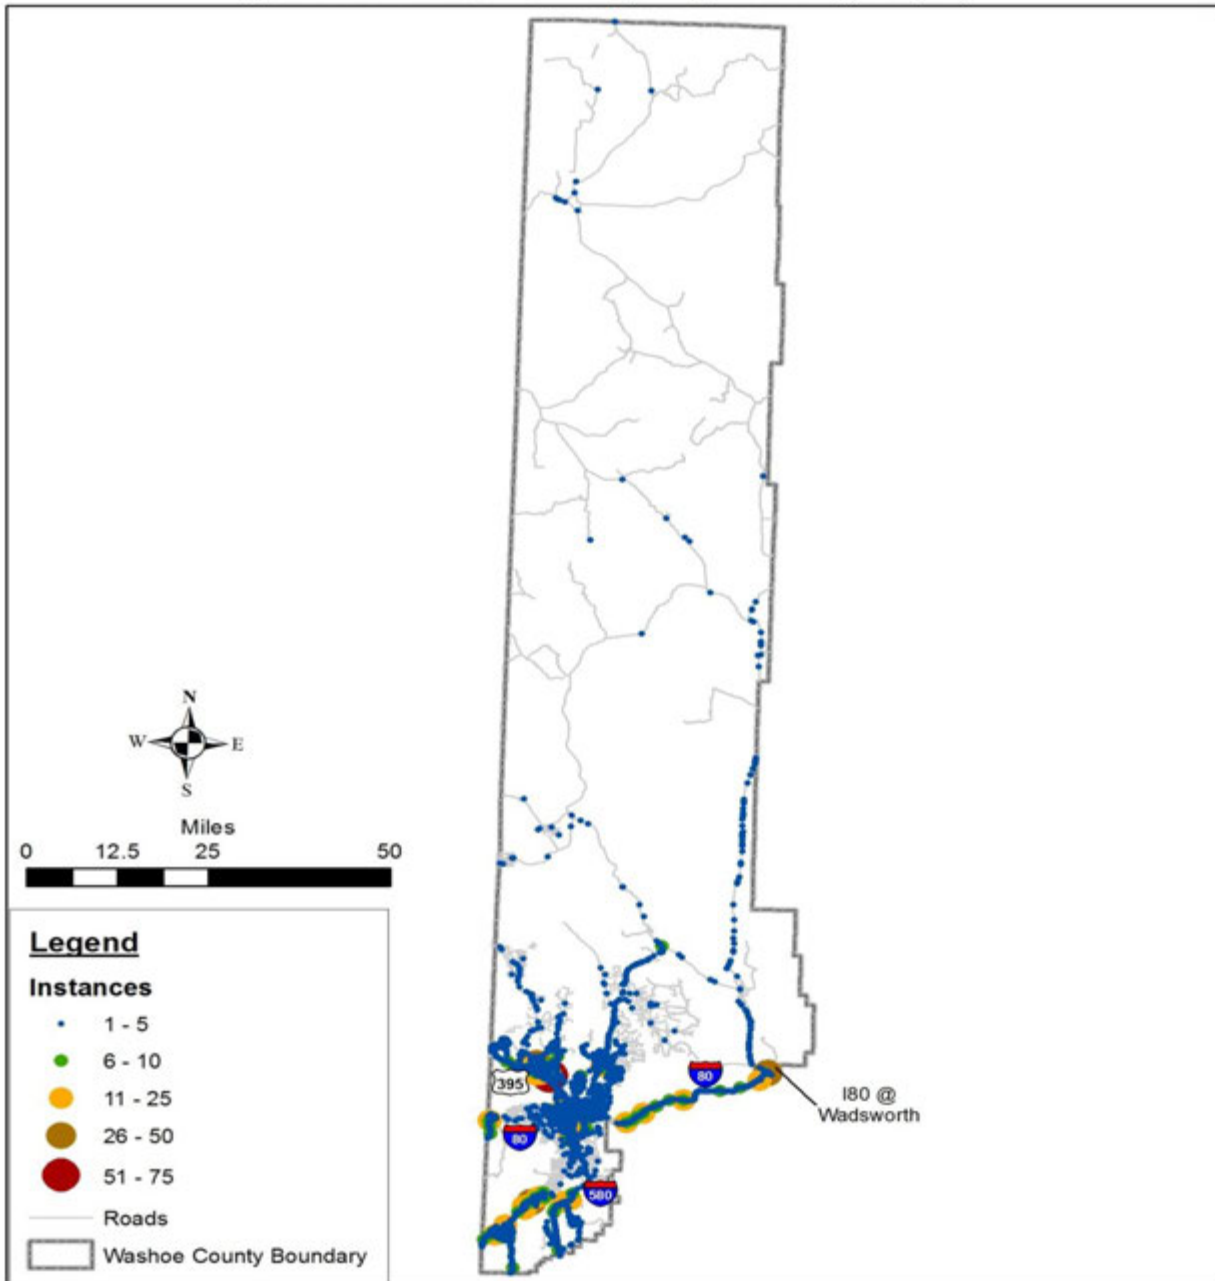 N
W E
S
Miles
0 12.5 25 50
Legend
Instances
1 - 5
6 - 10
11 - 25
26 - 50
51 - 75
Roads
Washoe County Boundary
395
80
I80 @
Wadsworth
80
580